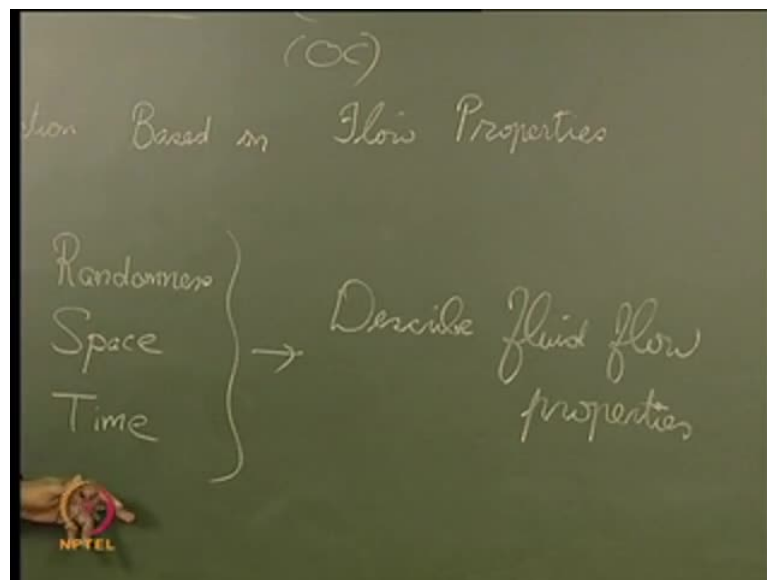 (OC)
tion Based on Flow Properties
Randomness
Space
Time
→ Describe fluid flow
properties
NPTEL